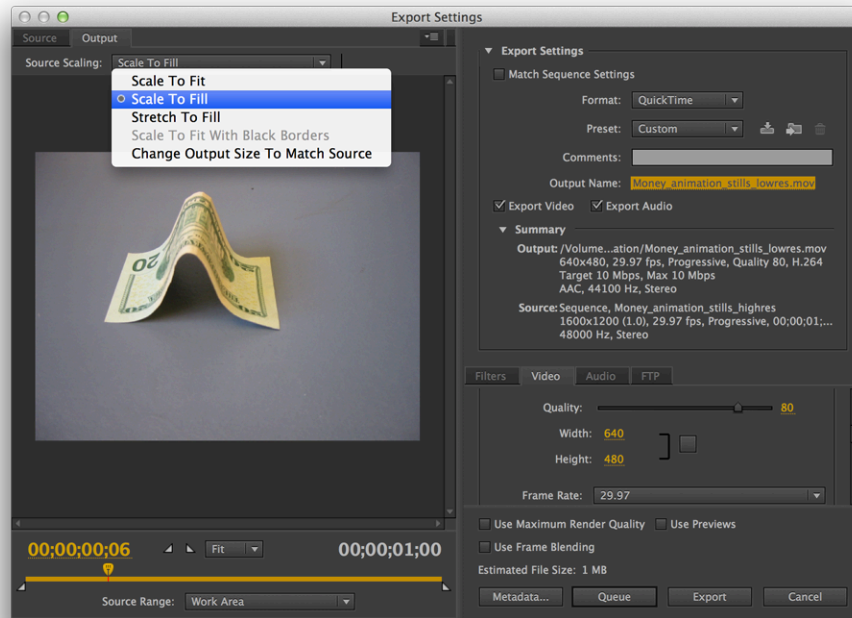 Export Settings
Source
Output
Source Scaling: Scale To Fill
Scale To Fit
Scale To Fill
Stretch To Fill
Scale To Fit With Black Borders
Change Output Size To Match Source
20
00;00;00;06
Fit
00;00;01;00
Source Range: Work Area
Export Settings
Match Sequence Settings
Format: QuickTime
Preset: Custom
Comments:
Output Name: Money_animation_stills_lowres.mov
Export Video Export Audio
Summary
Output: /Volume...ation/Money_animation_stills_lowres.mov
640x480, 29.97 fps, Progressive, Quality 80, H.264
Target 10 Mbps, Max 10 Mbps
AAC, 44100 Hz, Stereo
Source: Sequence, Money_animation_stills_highres
1600x1200 (1.0), 29.97 fps, Progressive, 00;00;01;...
48000 Hz, Stereo
Filters Video Audio FTP
Quality: 80
Width: 640
Height: 480
Frame Rate: 29.97
Use Maximum Render Quality Use Previews
Use Frame Blending
Estimated File Size: 1 MB
Metadata... Queue Export Cancel